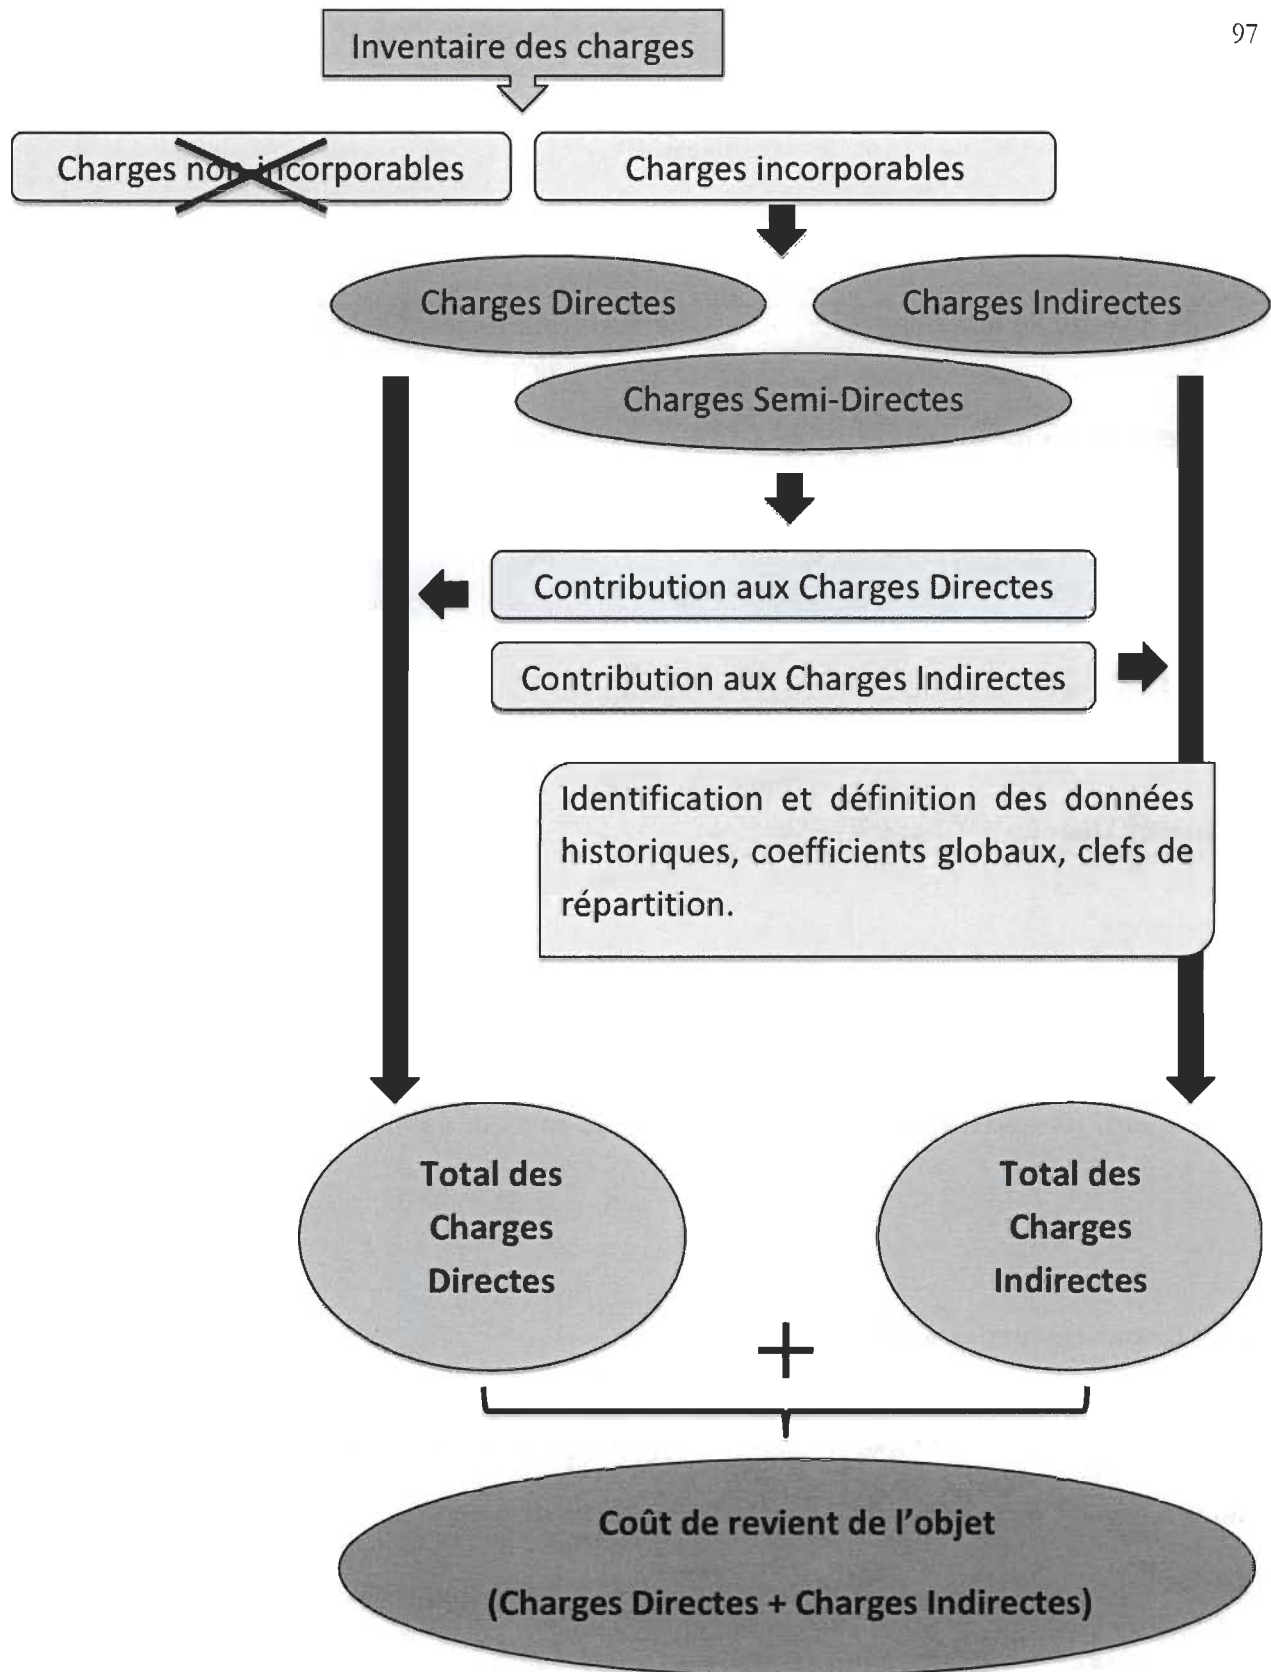 97
Inventaire des charges
Charges non incorporables
Charges incorporables
Charges Directes
Charges Indirectes
Charges Semi-Directes
Contribution aux Charges Directes
Contribution aux Charges Indirectes
Identification et définition des données
historiques, coefficients globaux, clefs de
répartition.
Total des
Charges
Directes
Total des
Charges
Indirectes
+
Coût de revient de l'objet
(Charges Directes + Charges Indirectes)